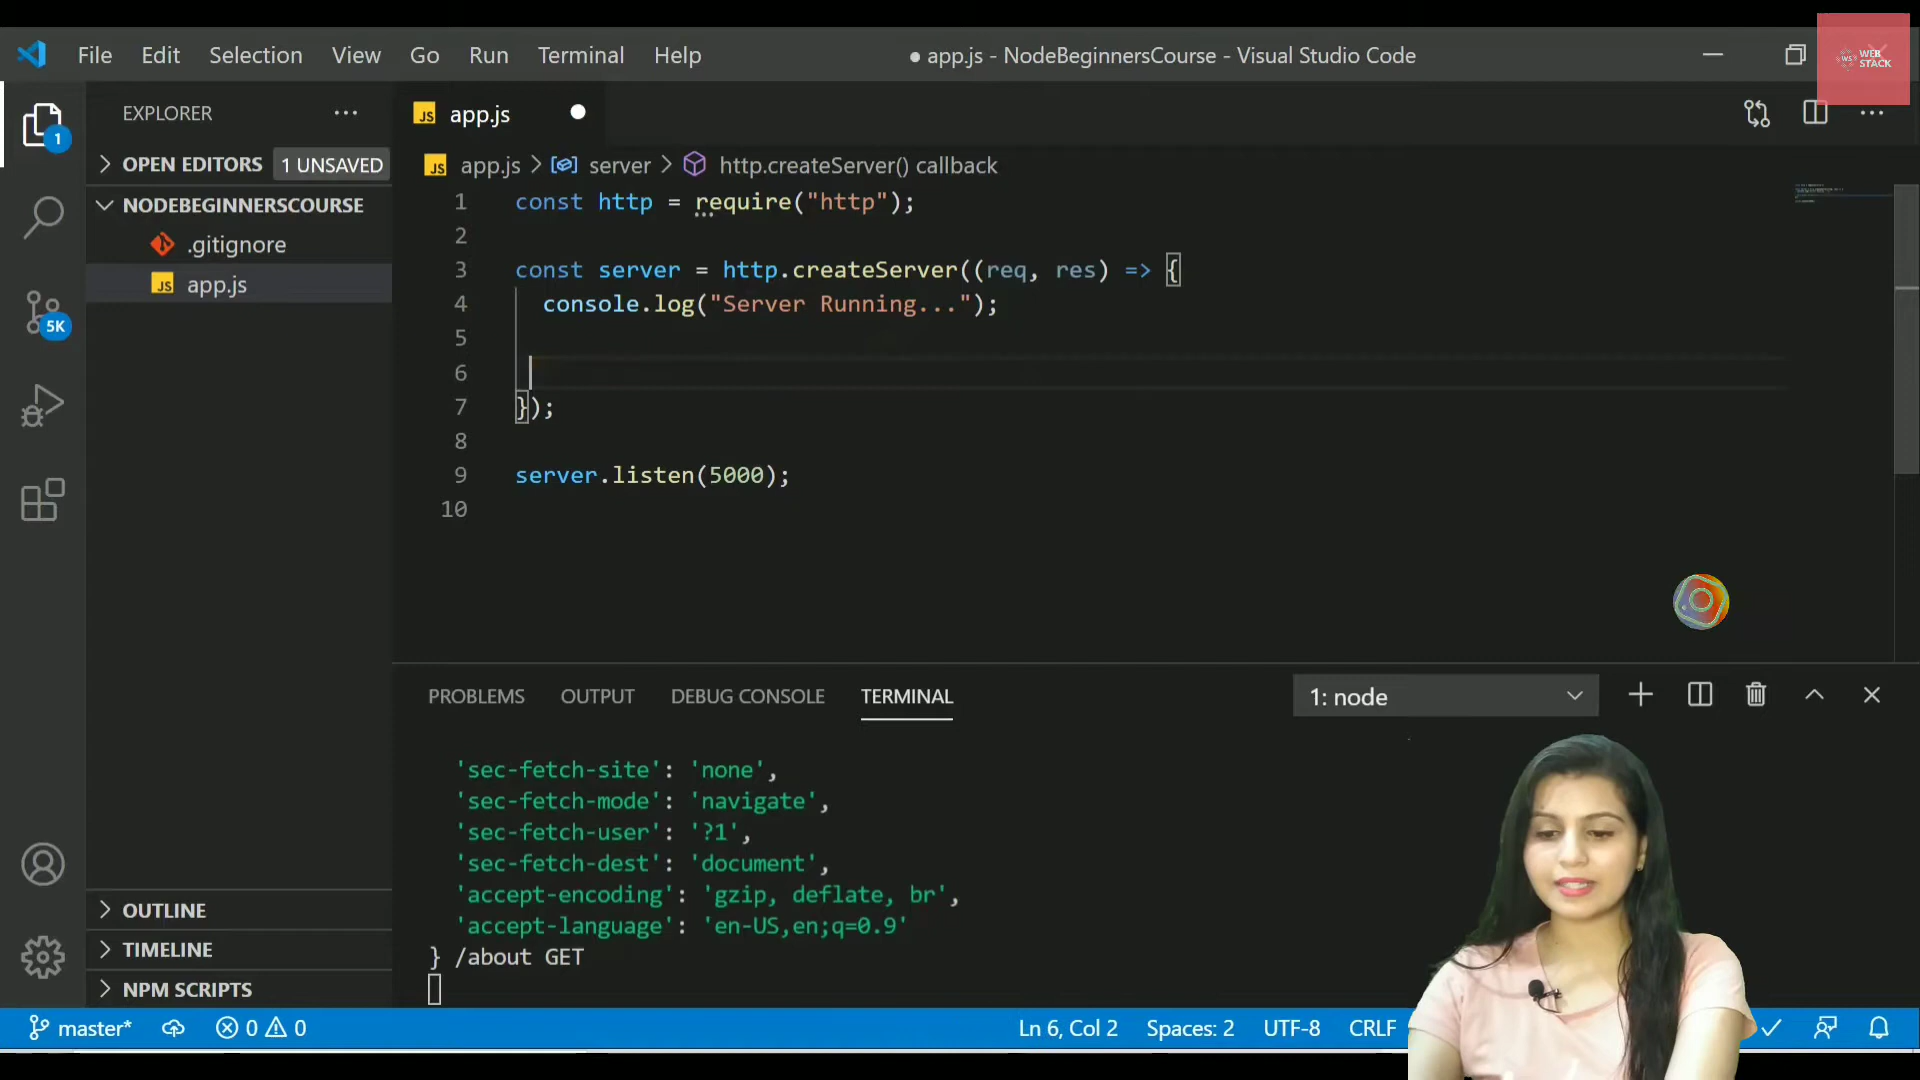 File Edit Selection View Go Run Terminal Help
● app.js - NodeBeginnersCourse - Visual Studio Code
WS WEB STACK
EXPLORER
1
OPEN EDITORS 1 UNSAVED
NODEBEGINNERSCOURSE
.gitignore
JS app.js
5K
OUTLINE
TIMELINE
NPM SCRIPTS
JS app.js
JS app.js > server > http.createServer() callback
1 const http = require("http");
2
3 const server = http.createServer((req, res) => {
4 console.log("Server Running...");
5
6
7 });
8
9 server.listen(5000);
10
PROBLEMS OUTPUT DEBUG CONSOLE TERMINAL 1: node
'sec-fetch-site': 'none',
'sec-fetch-mode': 'navigate',
'sec-fetch-user': '?1',
'sec-fetch-dest': 'document',
'accept-encoding': 'gzip, deflate, br',
'accept-language': 'en-US,en;q=0.9'
} /about GET
master* 0 0 Ln 6, Col 2 Spaces: 2 UTF-8 CRLF